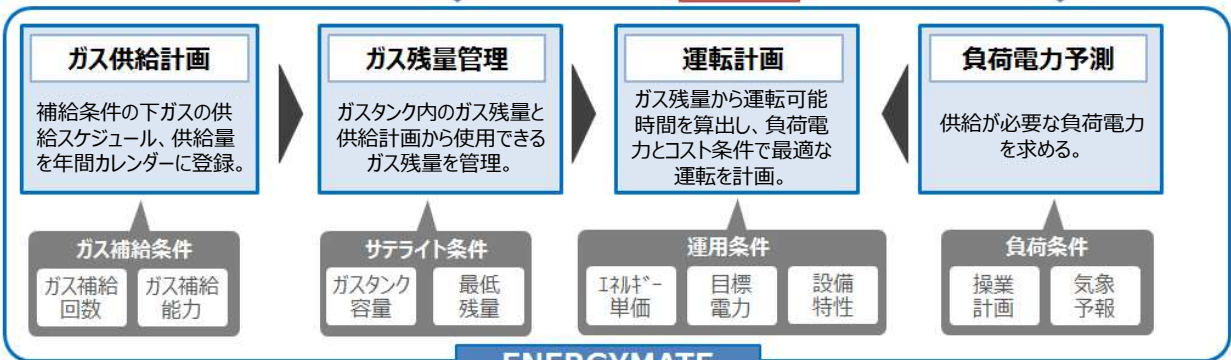 ガス供給計画
補給条件の下ガスの供
給スケジュール、供給量
を年間カレンダーに登録。
ガス残量管理
ガスタンク内のガス残量と
供給計画から使用できる
ガス残量を管理。
運転計画
ガス残量から運転可能
時間を算出し、負荷電
力とコスト条件で最適な
運転を計画。
負荷電力予測
供給が必要な負荷電力
を求める。
ガス補給条件
ガス補給
回数
ガス補給
能力
サテライト条件
ガスタンク
容量
最低
残量
運用条件
エネルギー
単価
目標
電力
設備
特性
負荷条件
操業
計画
気象
予報
ENERGYMATE